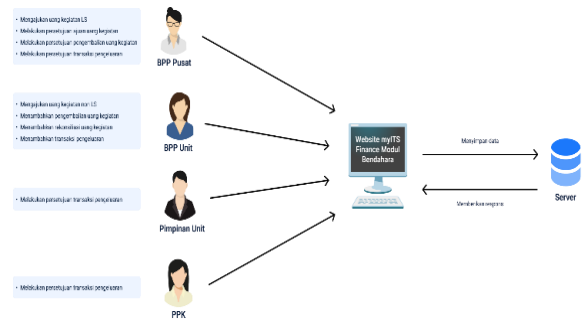 • Mengajukan uang kegiatan LS
• Melakukan persetujuan ajuan uang kegiatan
• Melakukan persetujuan pengembalian uang kegiatan
• Melakukan persetujuan transaksi pengeluaran
BPP Pusat
• Mengajukan uang kegiatan non LS
• Menambahkan pengembalian uang kegiatan
• Menambahkan rekonsiliasi uang kegiatan
• Menambahkan transaksi pengeluaran
BPP Unit
Website myITS
Finance Modul
Bendahara
Menyimpan data
Memberikan respons
Server
• Melakukan persetujuan transaksi pengeluaran
Pimpinan Unit
• Melakukan persetujuan transaksi pengeluaran
PPK